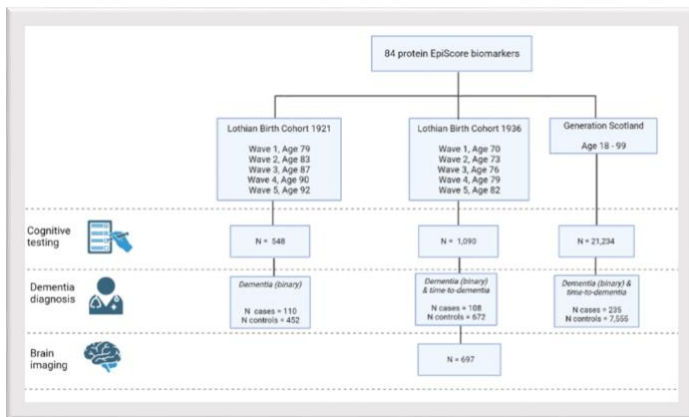 84 protein EpiScore biomarkers
Lothian Birth Cohort 1921
Wave 1, Age 79
Wave 2, Age 83
Wave 3, Age 87
Wave 4, Age 90
Wave 5, Age 92
Lothian Birth Cohort 1936
Wave 1, Age 70
Wave 2, Age 73
Wave 3, Age 76
Wave 4, Age 79
Wave 5, Age 82
Generation Scotland
Age 18 - 99
Cognitive
testing
N = 548
N = 1,090
N = 21,234
Dementia
diagnosis
Dementia (binary)
N cases = 110
N controls = 452
Dementia (binary)
& time-to-dementia
N cases = 108
N controls = 672
Dementia (binary) &
time-to-dementia
N cases = 235
N controls = 7,555
Brain
imaging
N = 697